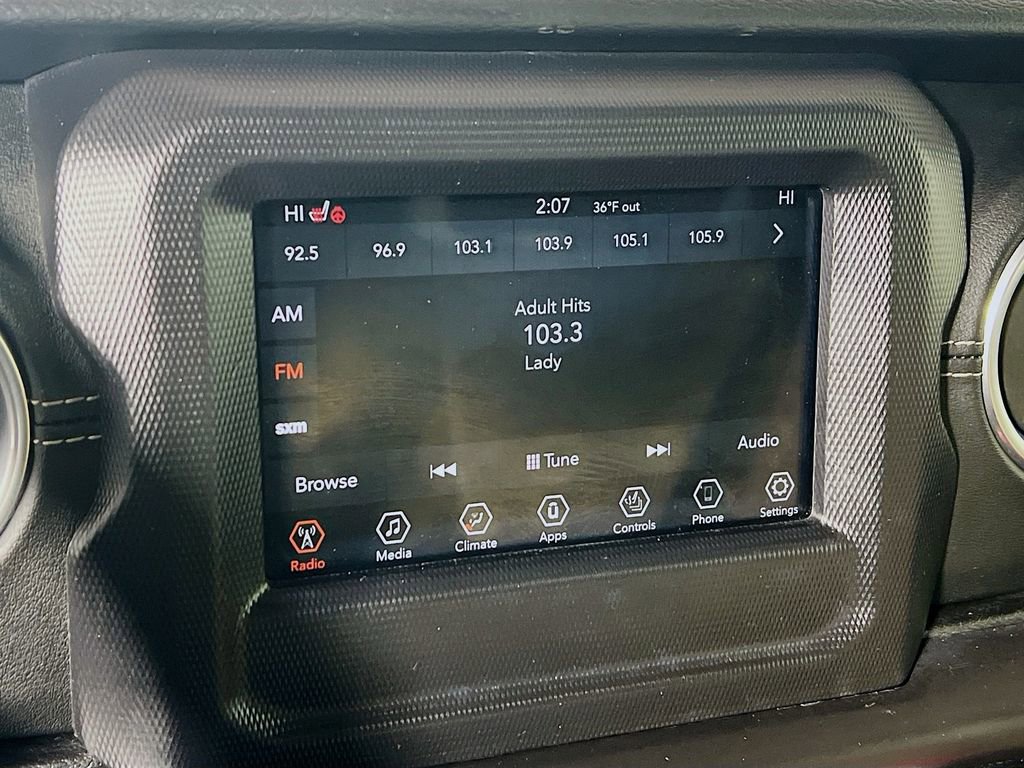 HI 2:07 36°F out HI
92.5 96.9 103.1 103.9 105.1 105.9
AM
FM
sxm
Adult Hits
103.3
Lady
Browse Tune Audio
Radio Media Climate Apps Controls Phone Settings